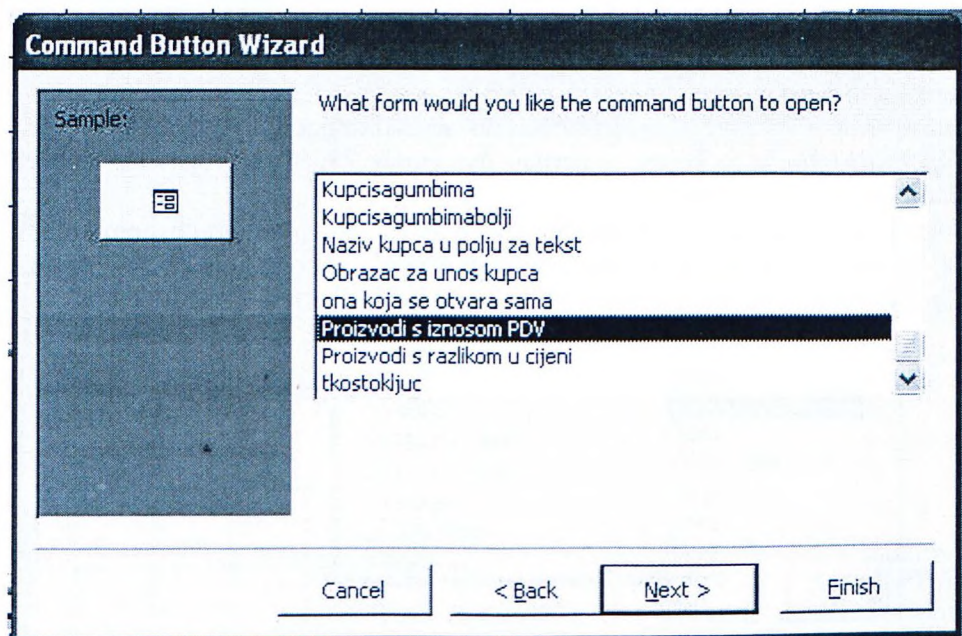 Command Button Wizard
Sample:
What form would you like the command button to open?
Kupcisagumbima
Kupcisagumbimabolji
Naziv kupca u polju za tekst
Obrazac za unos kupca
ona koja se otvara sama
Proizvodi s iznosom PDV
Proizvodi s razlikom u cijeni
tkostokljuc
Cancel
< Back
Next >
Finish